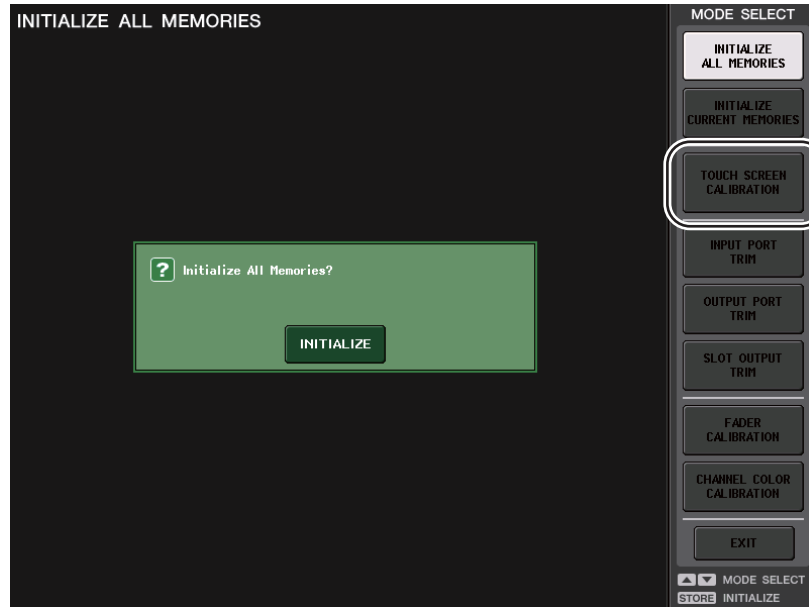 INITIALIZE ALL MEMORIES
? Initialize All Memories?
INITIALIZE
MODE SELECT
INITIALIZE
ALL MEMORIES
INITIALIZE
CURRENT MEMORIES
TOUCH SCREEN
CALIBRATION
INPUT PORT
TRIM
OUTPUT PORT
TRIM
SLOT OUTPUT
TRIM
FADER
CALIBRATION
CHANNEL COLOR
CALIBRATION
EXIT
MODE SELECT
STORE INITIALIZE